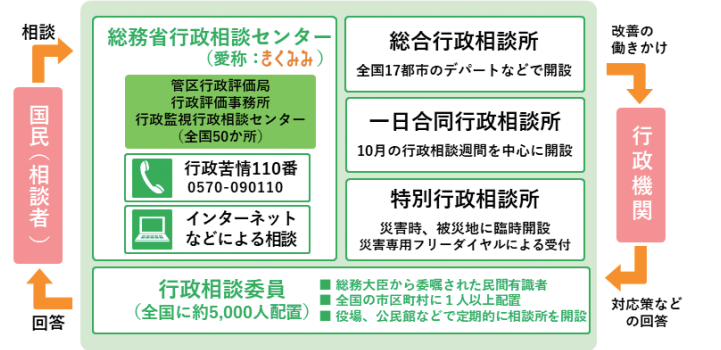 相談
国民（相談者）
回答
総務省行政相談センター
（愛称：きくみみ）
管区行政評価局
行政評価事務所
行政監視行政相談センター
（全国50か所）
行政苦情110番
0570-090110
インターネット
などによる相談
総合行政相談所
全国17都市のデパートなどで開設
一日合同行政相談所
10月の行政相談週間を中心に開設
特別行政相談所
災害時、被災地に臨時開設
災害専用フリーダイヤルによる受付
行政相談委員
（全国に約5,000人配置）
■ 総務大臣から委嘱された民間有識者
■ 全国の市区町村に１人以上配置
■ 役場、公民館などで定期的に相談所を開設
改善の
働きかけ
行政機関
対応策など
の回答